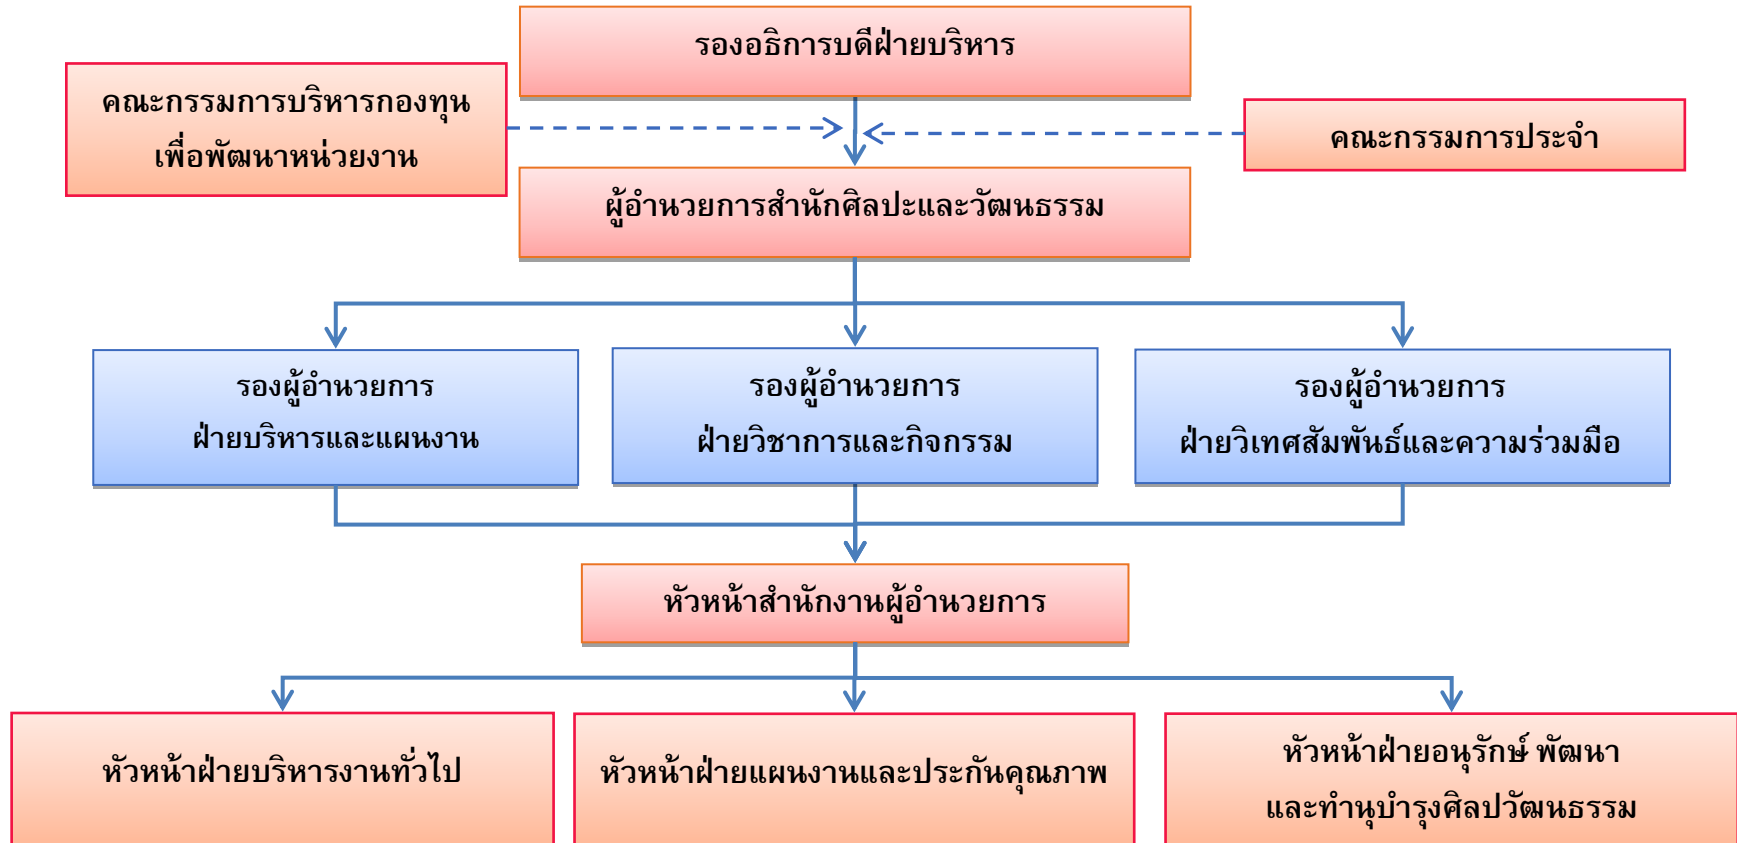 รองอธิการบดีฝ่ายบริหาร
คณะกรรมการบริหารกองทุน
เพื่อพัฒนาหน่วยงาน
คณะกรรมการประจำ
ผู้อำนวยการสำนักศิลปะและวัฒนธรรม
รองผู้อำนวยการ
ฝ่ายบริหารและแผนงาน
รองผู้อำนวยการ
ฝ่ายวิชาการและกิจกรรม
รองผู้อำนวยการ
ฝ่ายวิเทศสัมพันธ์และความร่วมมือ
หัวหน้าสำนักงานผู้อำนวยการ
หัวหน้าฝ่ายบริหารงานทั่วไป
หัวหน้าฝ่ายแผนงานและประกันคุณภาพ
หัวหน้าฝ่ายอนุรักษ์ พัฒนา
และทำนุบำรุงศิลปวัฒนธรรม